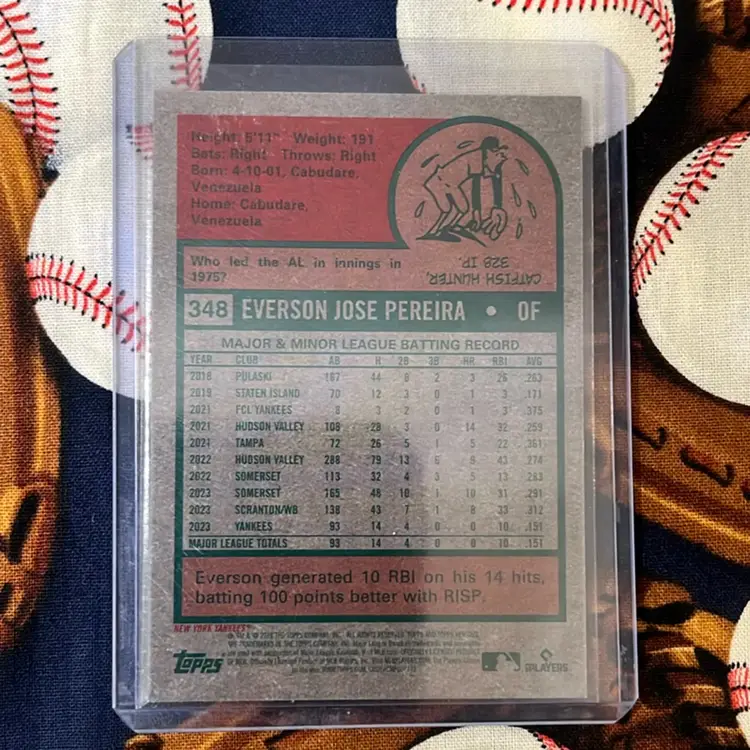 Height: 5'11" Weight: 191
Bats: Right Throws: Right
Born: 4-10-01, Cabudare,
Venezuela
Home: Cabudare,
Venezuela
Who led the AL in innings in
1975?
CATFISH HUNTER,
328 IP.
348 EVERSON JOSE PEREIRA • OF
MAJOR & MINOR LEAGUE BATTING RECORD
YEAR CLUB AB H 2B 3B HR RBI AVG
2018 PULASKI 167 44 8 2 3 26 .263
2019 STATEN ISLAND 70 12 3 0 1 3 .171
2021 FCL YANKEES 8 3 2 0 0 3 .375
2021 HUDSON VALLEY 108 28 3 0 14 32 .259
2021 TAMPA 72 26 5 1 5 22 .361
2022 HUDSON VALLEY 288 79 13 6 9 43 .274
2022 SOMERSET 113 32 4 3 5 13 .283
2023 SOMERSET 165 48 10 1 10 31 .291
2023 SCRANTON/WB 138 43 7 1 8 33 .312
2023 YANKEES 93 14 4 0 0 10 .151
MAJOR LEAGUE TOTALS 93 14 4 0 0 10 .151
Everson generated 10 RBI on his 14 hits,
batting 100 points better with RISP.
NEW YORK YANKEES™
Topps
PLAYERS